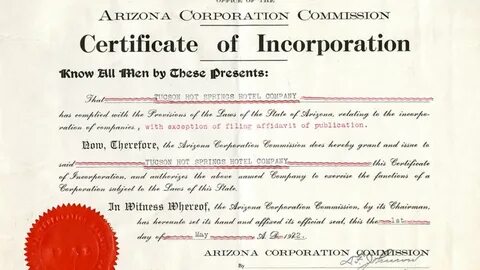 OFFICE OF THE
ARIZONA CORPORATION COMMISSION
Certificate of Incorporation
Know All Men by These Presents:
That TUCSON HOT SPRINGS HOTEL COMPANY
has complied with the Provisions of the Laws of the State of Arizona, relating to the incorpo-
ration of companies, with exception of filing affidavit of publication.
Now, Therefore, the Arizona Corporation Commission does hereby grant and issue to
said TUCSON HOT SPRINGS HOTEL COMPANY this Certificate
of Incorporation, and authorizes the above named Company to exercise the functions of a
Corporation subject to the Laws of this State.
In Witness Whereof, the Arizona Corporation Commission, by its Chairman,
has hereunto set its hand and affixed its official seal, this the 1st
day of May A. D. 1922.
ARIZONA CORPORATION COMMISSION
By